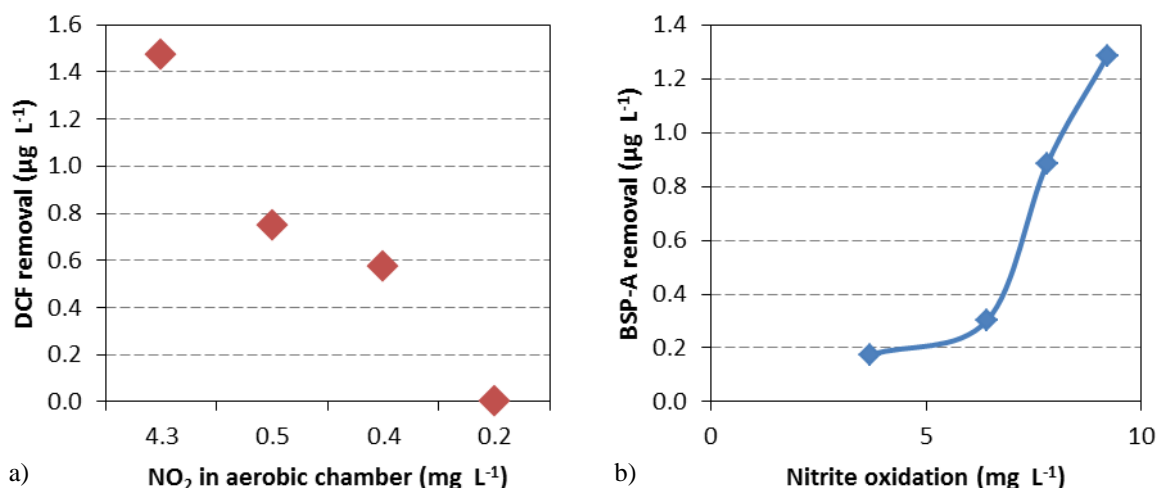 1.6
1.4
1.2
1.0
0.8
0.6
0.4
0.2
0.0
DCF removal (µg L-1)
4.3 0.5 0.4 0.2
a) NO2 in aerobic chamber (mg L-1)
1.4
1.2
1.0
0.8
0.6
0.4
0.2
0.0
BSP-A removal (µg L-1)
0 5 10
b) Nitrite oxidation (mg L-1)